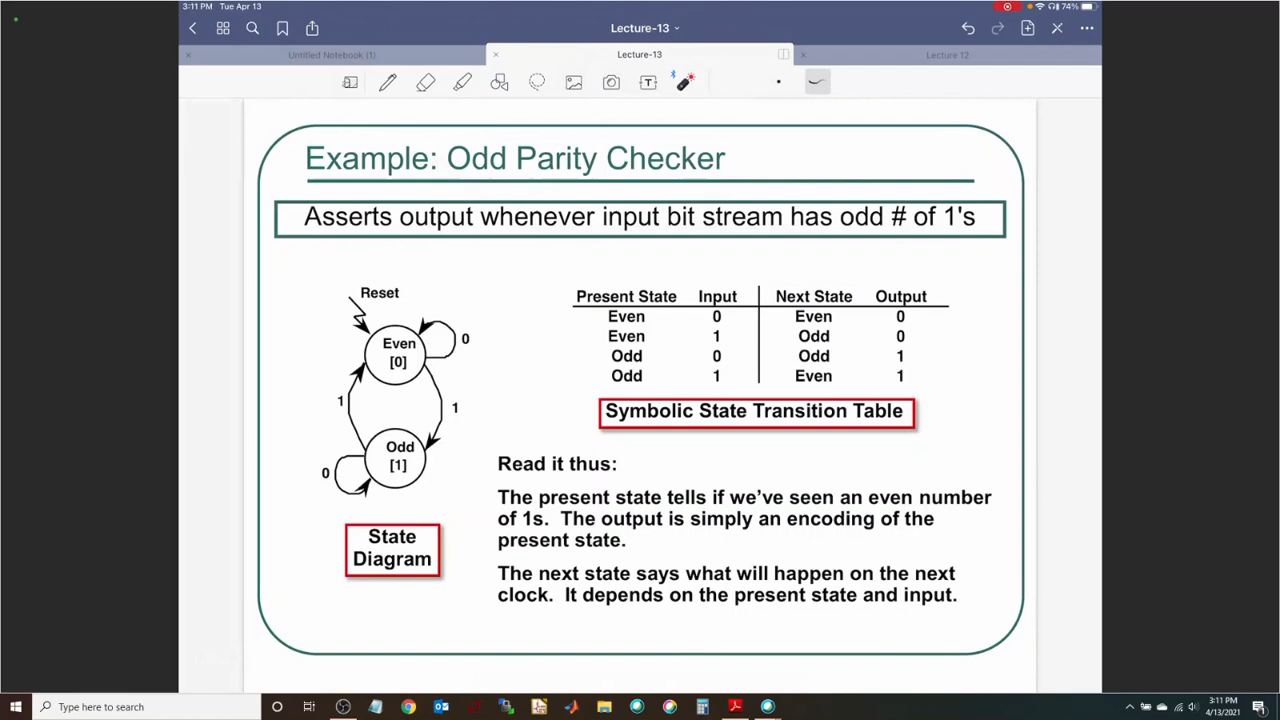 3:11 PM Tue Apr 13
74%
Lecture-13
Untitled Notebook (1)
Lecture-13
Lecture 12
Example: Odd Parity Checker
Asserts output whenever input bit stream has odd # of 1's
Reset
Even
[0]
0
1
1
Odd
[1]
0
State
Diagram
Present State Input Next State Output
Even 0 Even 0
Even 1 Odd 0
Odd 0 Odd 1
Odd 1 Even 1
Symbolic State Transition Table
Read it thus:
The present state tells if we’ve seen an even number
of 1s. The output is simply an encoding of the
present state.
The next state says what will happen on the next
clock. It depends on the present state and input.
Type here to search
3:11 PM
4/13/2021